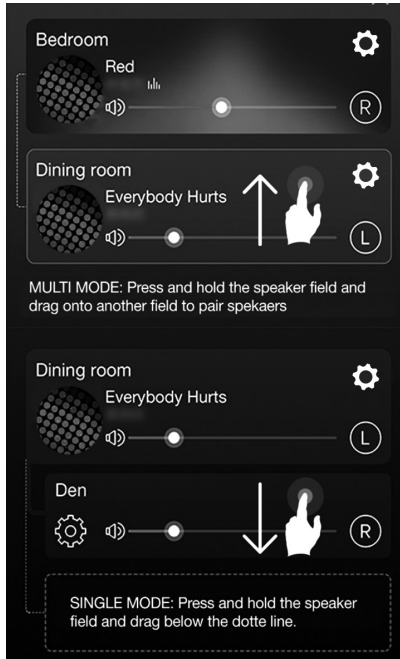 Bedroom
Red
R
Dining room
Everybody Hurts
L
MULTI MODE: Press and hold the speaker field and
drag onto another field to pair spekaers
Dining room
Everybody Hurts
L
Den
R
SINGLE MODE: Press and hold the speaker
field and drag below the dotte line.